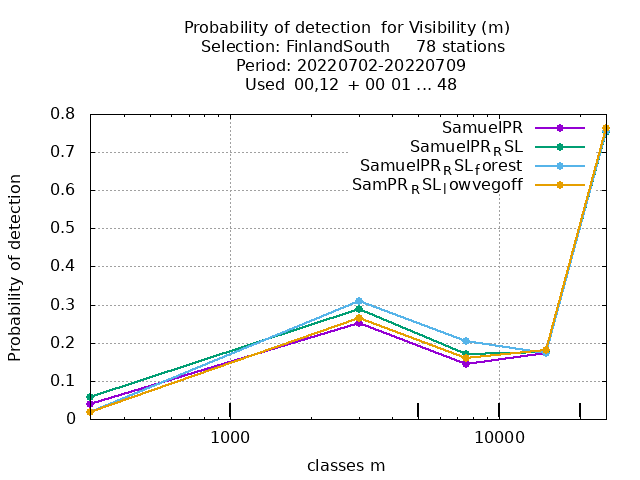 Probability of detection for Visibility (m)
Selection: FinlandSouth 78 stations
Period: 20220702-20220709
Used 00,12 + 00 01 ... 48
0.8
0.7
0.6
0.5
0.4
0.3
0.2
0.1
0
Probability of detection
SamuelPR
SamuelPR_RSL
SamuelPR_RSL_forest
SamPR_RSL_lowvegoff
1000
10000
classes m